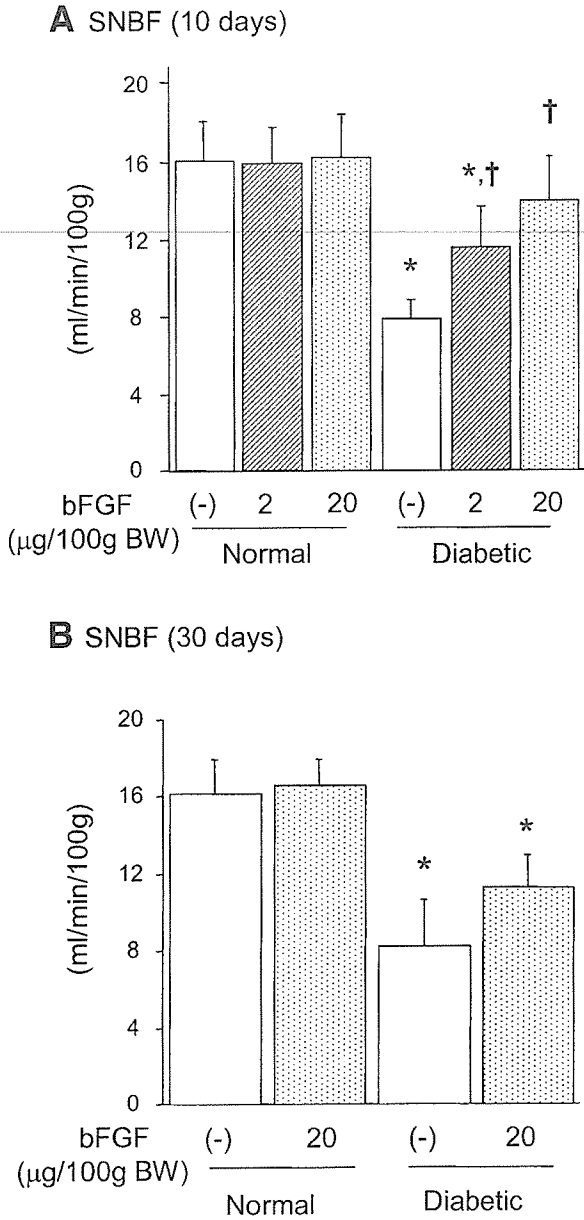 A SNBF (10 days)
20
16
12
8
4
0
(ml/min/100g)
*
*,†
†
bFGF (-) 2 20 (-) 2 20
(μg/100g BW)
Normal Diabetic
B SNBF (30 days)
20
16
12
8
4
0
(ml/min/100g)
*
*
bFGF (-) 20 (-) 20
(μg/100g BW)
Normal Diabetic